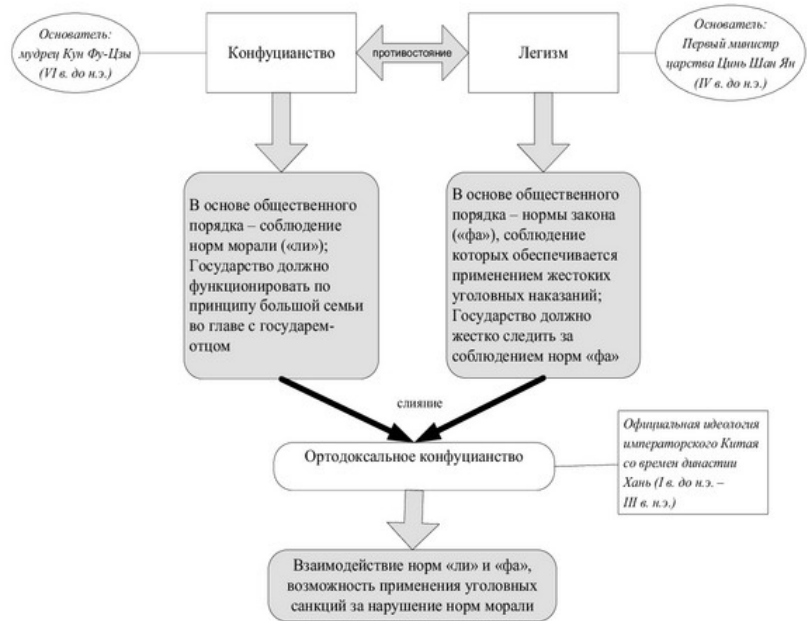 Основатель:
мудрец Кун Фу-Цзы
(VI в. до н.э.)
Конфуцианство
противостояние
Легизм
Основатель:
Первый министр
царства Цинь Шан Ян
(IV в. до н.э.)
В основе общественного
порядка – соблюдение
норм морали («ли»);
Государство должно
функционировать по
принципу большой семьи
во главе с государем-
отцом
В основе общественного
порядка – нормы закона
(«фа»), соблюдение
которых обеспечивается
применением жестоких
уголовных наказаний;
Государство должно
жестко следить за
соблюдением норм «фа»
слияние
Ортодоксальное конфуцианство
Официальная идеология
императорского Китая
со времен династии
Хань (I в. до н.э. –
III в. н.э.)
Взаимодействие норм «ли» и «фа»,
возможность применения уголовных
санкций за нарушение норм морали